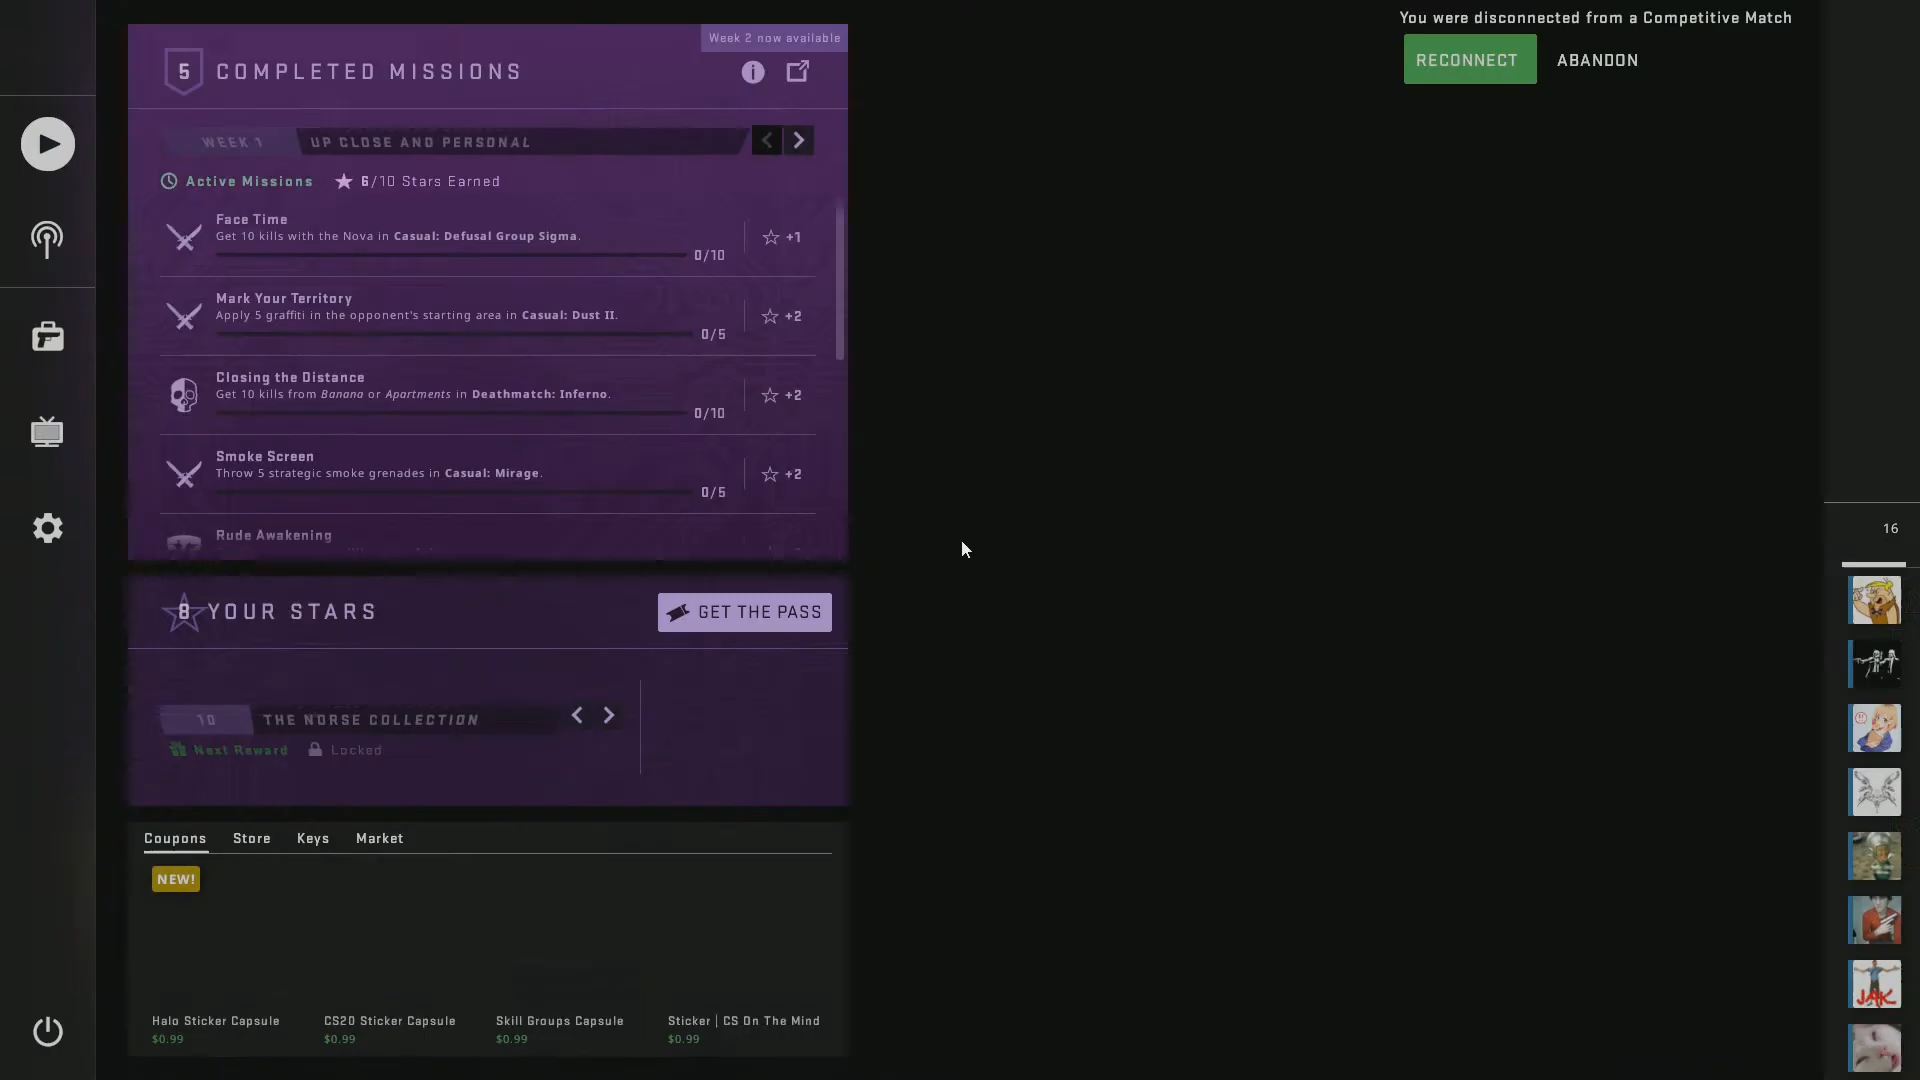 You were disconnected from a Competitive Match
RECONNECT
ABANDON
Week 2 now available
5
COMPLETED MISSIONS
i
WEEK 1
UP CLOSE AND PERSONAL
Active Missions
6/10 Stars Earned
Face Time
Get 10 kills with the Nova in Casual: Defusal Group Sigma.
0/10
+1
Mark Your Territory
Apply 5 graffiti in the opponent's starting area in Casual: Dust II.
0/5
+2
Closing the Distance
Get 10 kills from Banana or Apartments in Deathmatch: Inferno.
0/10
+2
Smoke Screen
Throw 5 strategic smoke grenades in Casual: Mirage.
0/5
+2
Rude Awakening
16
8
YOUR STARS
GET THE PASS
10
THE NORSE COLLECTION
Next Reward
Locked
Coupons
Store
Keys
Market
NEW!
Halo Sticker Capsule
$0.99
CS20 Sticker Capsule
$0.99
Skill Groups Capsule
$0.99
Sticker | CS On The Mind
$0.99
JAK